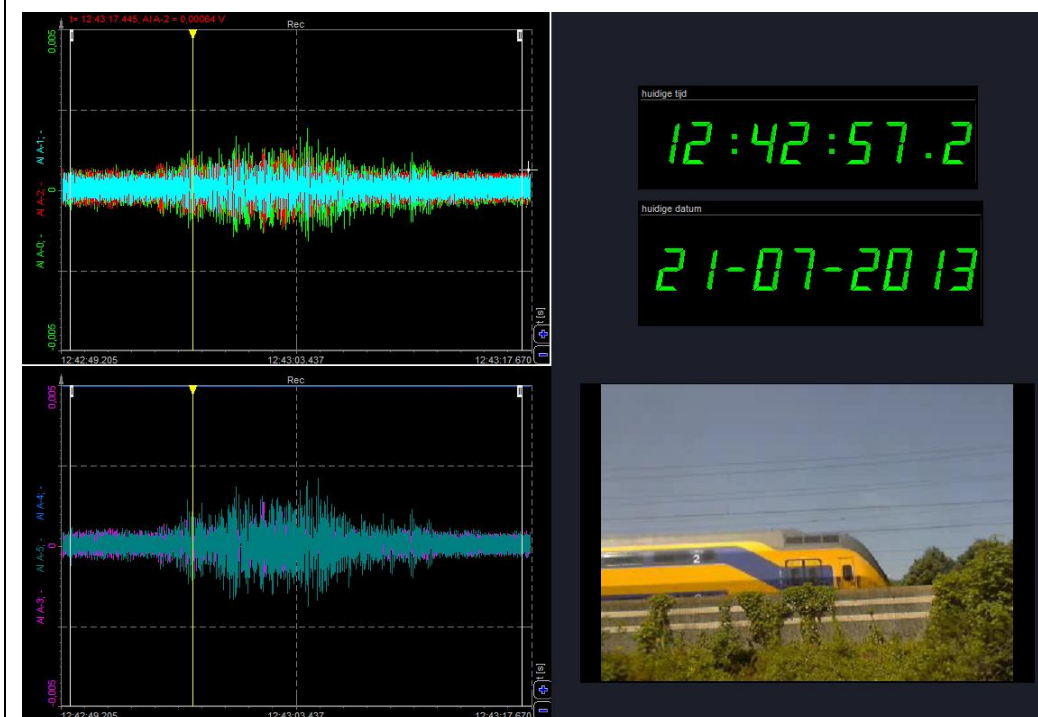 t= 12:43:17.445; AI A-2 = 0,00064 V
Rec
0,005
AI A-1; -
AI A-2; -
0
AI A-0; -
-0,005
t [s]
12:42:49.205 12:43:03.437 12:43:17.670
huidige tijd
12:42:57.2
huidige datum
21-07-2013
Rec
0,005
AI A-4; -
AI A-5; -
0
AI A-3; -
-0,005
t [s]
12:42:49.205 12:43:03.437 12:43:17.670
2